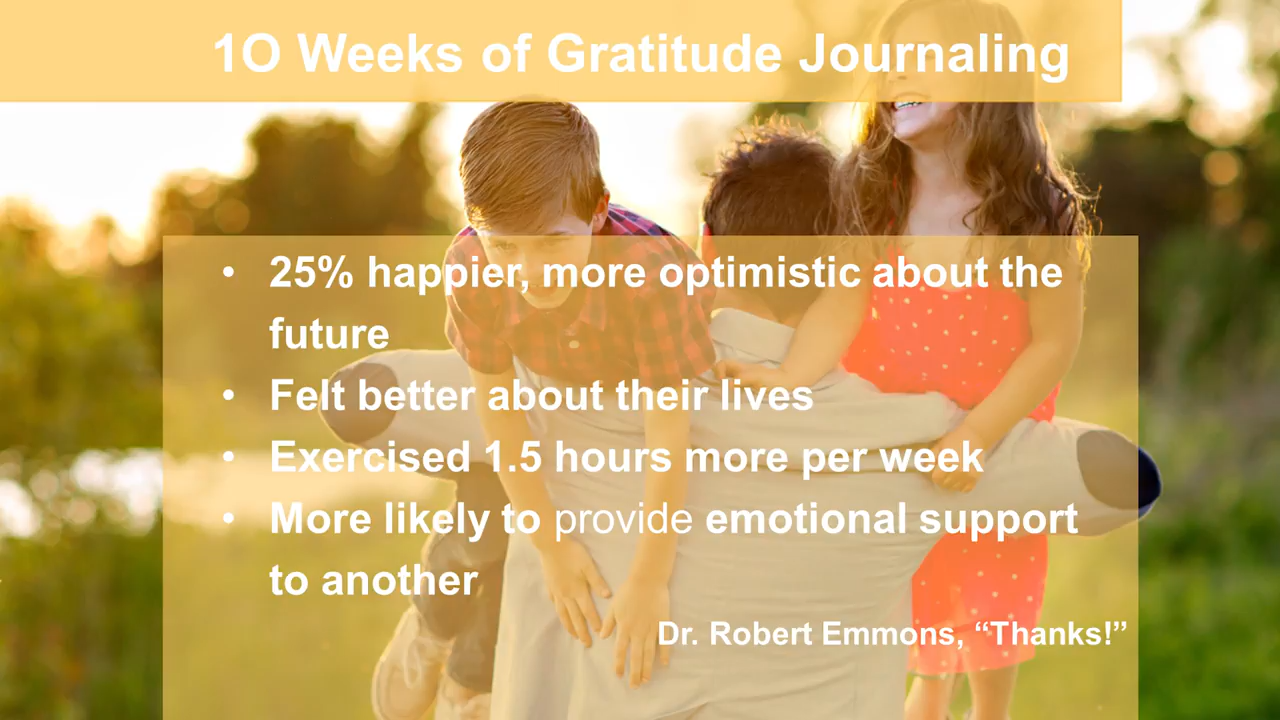 1O Weeks of Gratitude Journaling
• 25% happier, more optimistic about the
future
• Felt better about their lives
• Exercised 1.5 hours more per week
• More likely to provide emotional support
to another
Dr. Robert Emmons, “Thanks!”